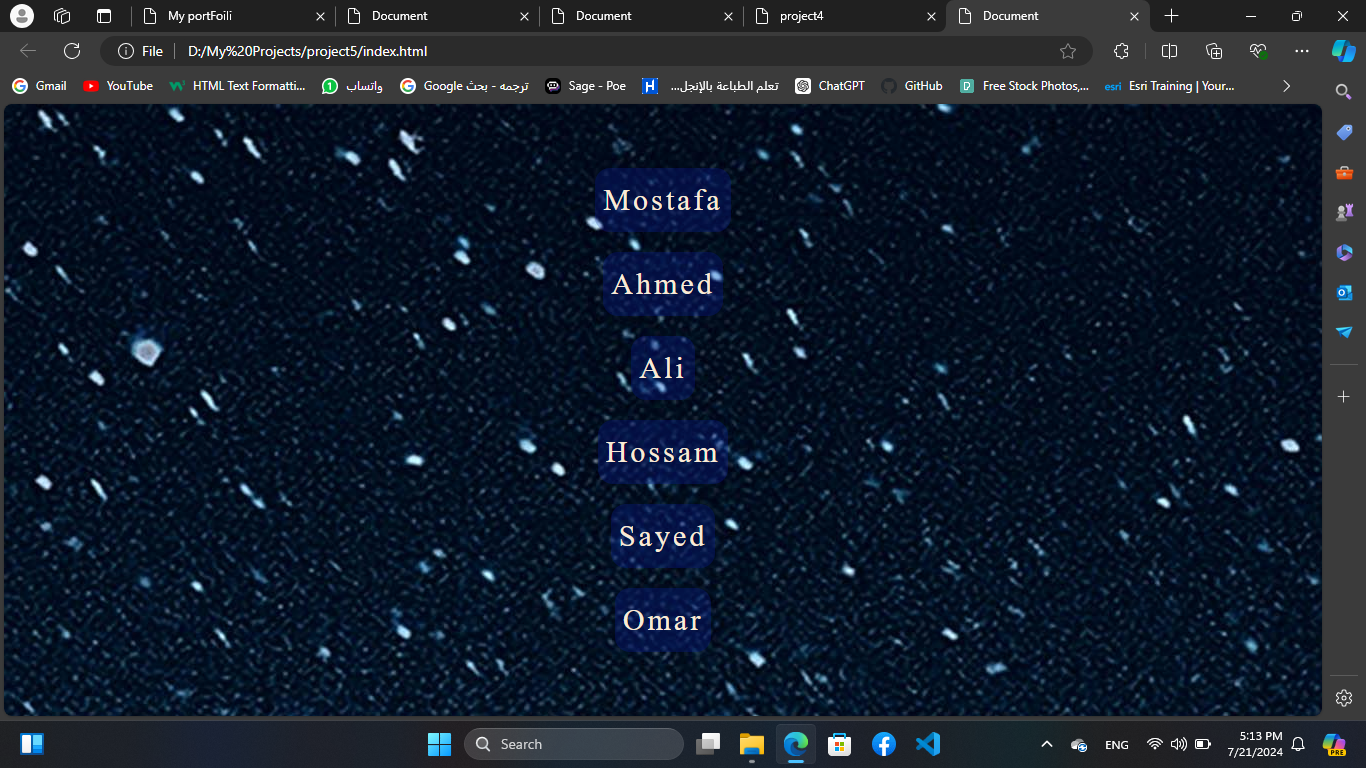 My portFoili
Document
Document
project4
Document
File
D:/My%20Projects/project5/index.html
Gmail
YouTube
HTML Text Formatti...
واتساب
ترجمه - بحث Google
Sage - Poe
تعلم الطباعة بالإنجل...
ChatGPT
GitHub
Free Stock Photos,...
esri
Esri Training | Your...
Mostafa
Ahmed
Ali
Hossam
Sayed
Omar
Search
ENG
5:13 PM
7/21/2024
PRE